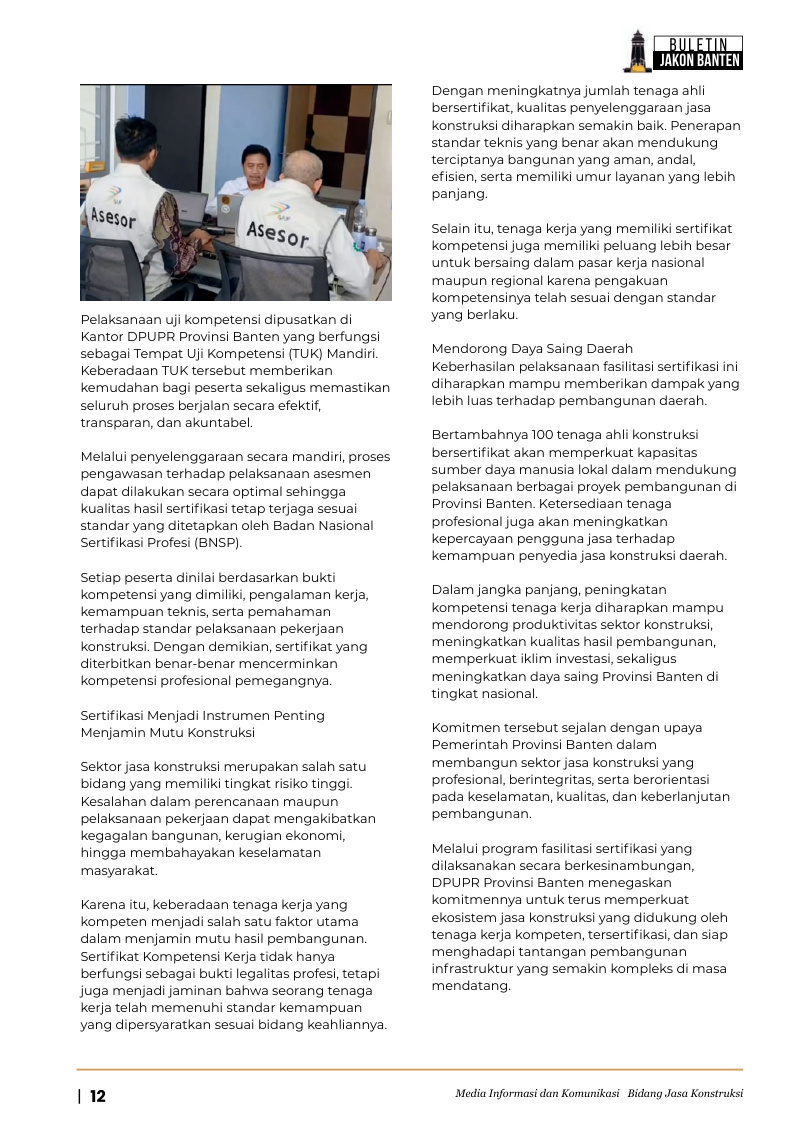 BULETIN
JAKON BANTEN
Asesor
Asesor
Pelaksanaan uji kompetensi dipusatkan di
Kantor DPUPR Provinsi Banten yang berfungsi
sebagai Tempat Uji Kompetensi (TUK) Mandiri.
Keberadaan TUK tersebut memberikan
kemudahan bagi peserta sekaligus memastikan
seluruh proses berjalan secara efektif,
transparan, dan akuntabel.
Melalui penyelenggaraan secara mandiri, proses
pengawasan terhadap pelaksanaan asesmen
dapat dilakukan secara optimal sehingga
kualitas hasil sertifikasi tetap terjaga sesuai
standar yang ditetapkan oleh Badan Nasional
Sertifikasi Profesi (BNSP).
Setiap peserta dinilai berdasarkan bukti
kompetensi yang dimiliki, pengalaman kerja,
kemampuan teknis, serta pemahaman
terhadap standar pelaksanaan pekerjaan
konstruksi. Dengan demikian, sertifikat yang
diterbitkan benar-benar mencerminkan
kompetensi profesional pemegangnya.
Sertifikasi Menjadi Instrumen Penting
Menjamin Mutu Konstruksi
Sektor jasa konstruksi merupakan salah satu
bidang yang memiliki tingkat risiko tinggi.
Kesalahan dalam perencanaan maupun
pelaksanaan pekerjaan dapat mengakibatkan
kegagalan bangunan, kerugian ekonomi,
hingga membahayakan keselamatan
masyarakat.
Karena itu, keberadaan tenaga kerja yang
kompeten menjadi salah satu faktor utama
dalam menjamin mutu hasil pembangunan.
Sertifikat Kompetensi Kerja tidak hanya
berfungsi sebagai bukti legalitas profesi, tetapi
juga menjadi jaminan bahwa seorang tenaga
kerja telah memenuhi standar kemampuan
yang dipersyaratkan sesuai bidang keahliannya.
Dengan meningkatnya jumlah tenaga ahli
bersertifikat, kualitas penyelenggaraan jasa
konstruksi diharapkan semakin baik. Penerapan
standar teknis yang benar akan mendukung
terciptanya bangunan yang aman, andal,
efisien, serta memiliki umur layanan yang lebih
panjang.
Selain itu, tenaga kerja yang memiliki sertifikat
kompetensi juga memiliki peluang lebih besar
untuk bersaing dalam pasar kerja nasional
maupun regional karena pengakuan
kompetensinya telah sesuai dengan standar
yang berlaku.
Mendorong Daya Saing Daerah
Keberhasilan pelaksanaan fasilitasi sertifikasi ini
diharapkan mampu memberikan dampak yang
lebih luas terhadap pembangunan daerah.
Bertambahnya 100 tenaga ahli konstruksi
bersertifikat akan memperkuat kapasitas
sumber daya manusia lokal dalam mendukung
pelaksanaan berbagai proyek pembangunan di
Provinsi Banten. Ketersediaan tenaga
profesional juga akan meningkatkan
kepercayaan pengguna jasa terhadap
kemampuan penyedia jasa konstruksi daerah.
Dalam jangka panjang, peningkatan
kompetensi tenaga kerja diharapkan mampu
mendorong produktivitas sektor konstruksi,
meningkatkan kualitas hasil pembangunan,
memperkuat iklim investasi, sekaligus
meningkatkan daya saing Provinsi Banten di
tingkat nasional.
Komitmen tersebut sejalan dengan upaya
Pemerintah Provinsi Banten dalam
membangun sektor jasa konstruksi yang
profesional, berintegritas, serta berorientasi
pada keselamatan, kualitas, dan keberlanjutan
pembangunan.
Melalui program fasilitasi sertifikasi yang
dilaksanakan secara berkesinambungan,
DPUPR Provinsi Banten menegaskan
komitmennya untuk terus memperkuat
ekosistem jasa konstruksi yang didukung oleh
tenaga kerja kompeten, tersertifikasi, dan siap
menghadapi tantangan pembangunan
infrastruktur yang semakin kompleks di masa
mendatang.
| 12
Media Informasi dan Komunikasi Bidang Jasa Konstruksi